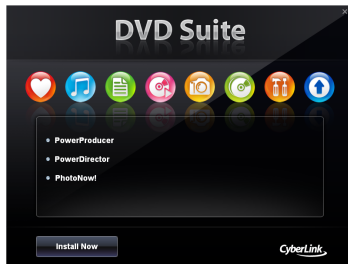 DVD Suite
PowerProducer
PowerDirector
PhotoNow!
Install Now
CyberLink